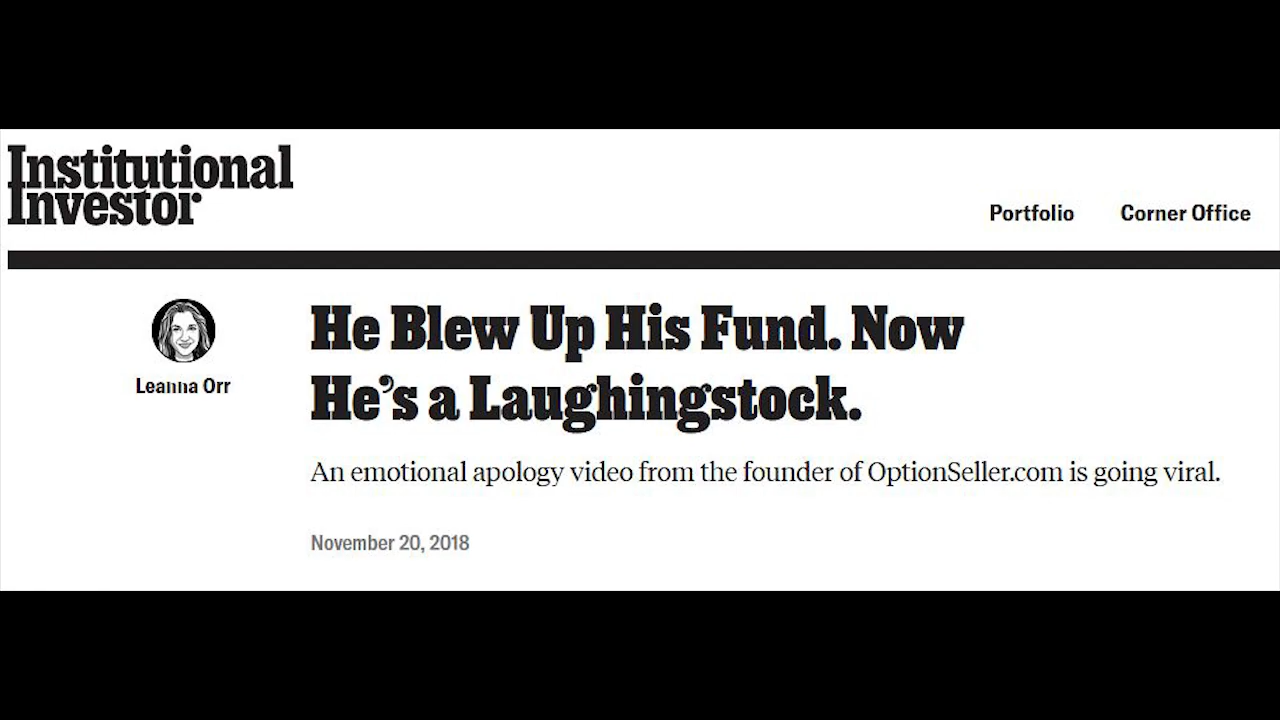 Institutional
Investor
Portfolio
Corner Office
Leanna Orr
He Blew Up His Fund. Now
He's a Laughingstock.
An emotional apology video from the founder of OptionSeller.com is going viral.
November 20, 2018